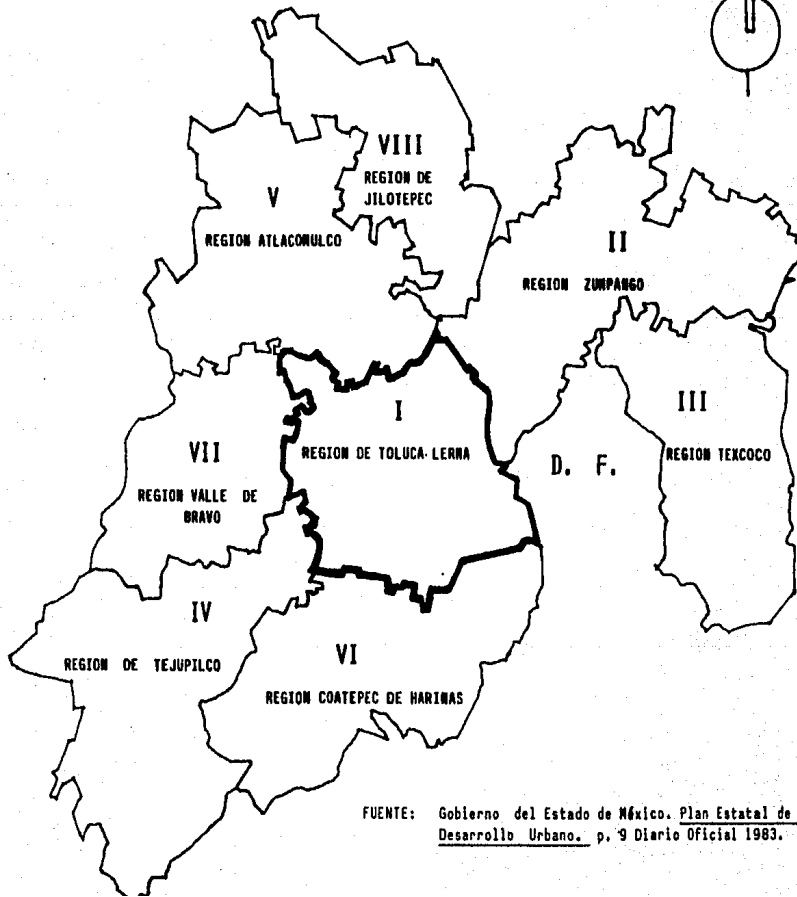 VIII
REGION DE
JILOTEPEC
V
REGION ATLACOMULCO
II
REGION ZUMPANGO
I
REGION DE TOLUCA-LERMA
III
REGION TEXCOCO
D. F.
VII
REGION VALLE DE
BRAVO
IV
REGION DE TEJUPILCO
VI
REGION COATEPEC DE HARINAS
FUENTE: Gobierno del Estado de México. Plan Estatal de
Desarrollo Urbano. p. 9 Diario Oficial 1983.